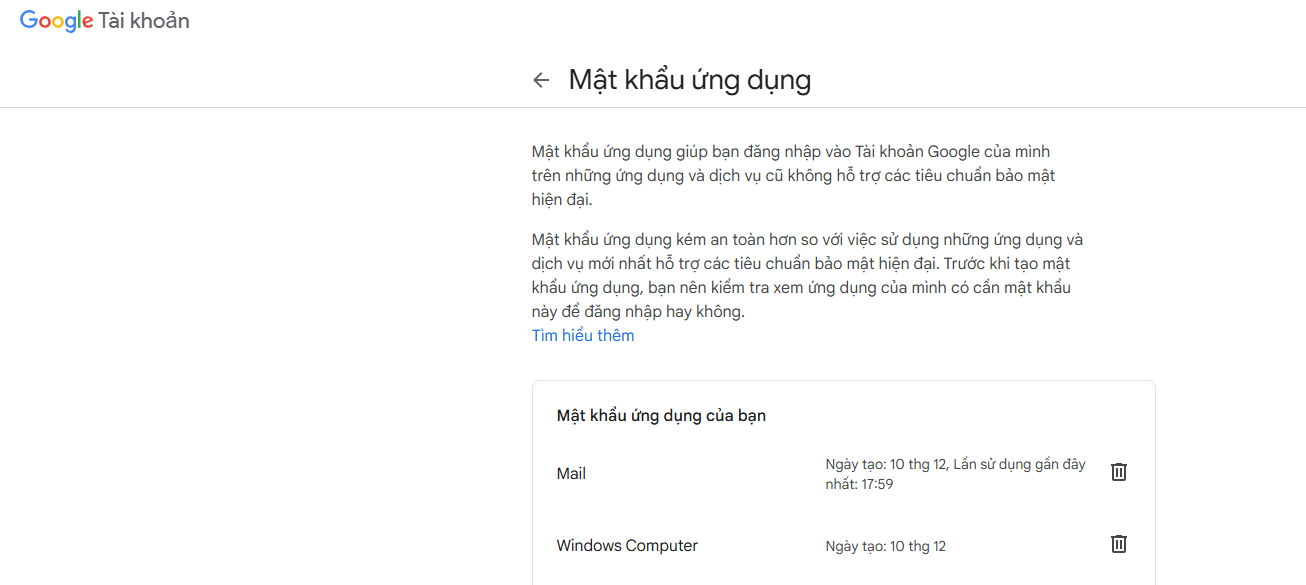 Google Tài khoản
Mật khẩu ứng dụng
Mật khẩu ứng dụng giúp bạn đăng nhập vào Tài khoản Google của mình
trên những ứng dụng và dịch vụ cũ không hỗ trợ các tiêu chuẩn bảo mật
hiện đại.
Mật khẩu ứng dụng kém an toàn hơn so với việc sử dụng những ứng dụng và
dịch vụ mới nhất hỗ trợ các tiêu chuẩn bảo mật hiện đại. Trước khi tạo mật
khẩu ứng dụng, bạn nên kiểm tra xem ứng dụng của mình có cần mật khẩu
này để đăng nhập hay không.
Tìm hiểu thêm
Mật khẩu ứng dụng của bạn
Mail
Ngày tạo: 10 thg 12, Lần sử dụng gần đây
nhất: 17:59
Windows Computer
Ngày tạo: 10 thg 12